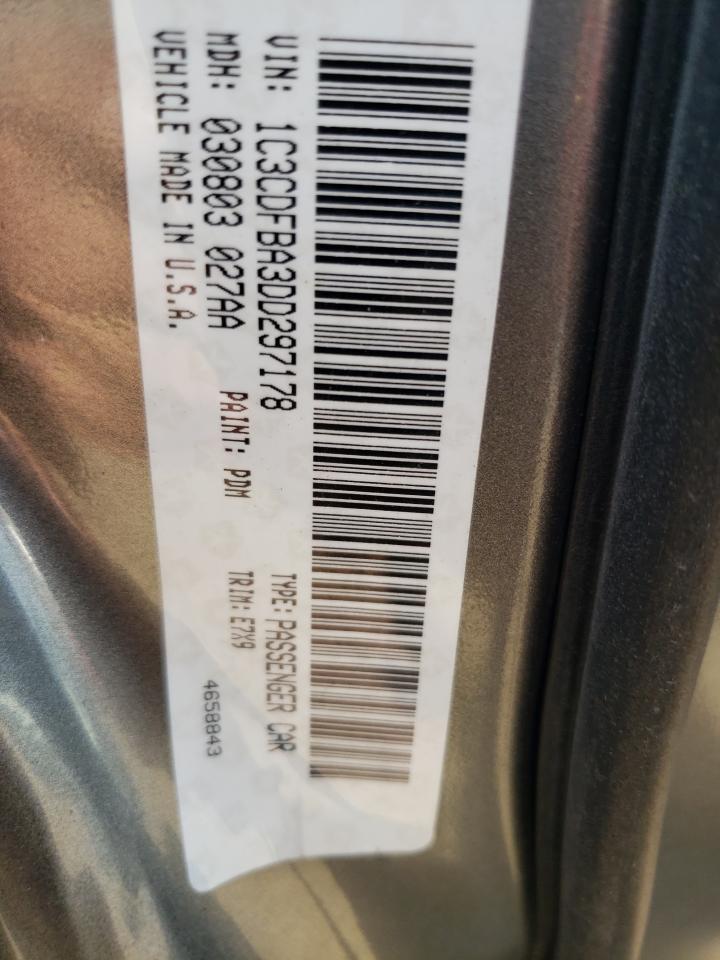 VIN: 1C3CDFBA3DD297178
TYPE: PASSENGER CAR
MDH: 030803 027AA
PAINT: PDM
TRIM: E7X9
VEHICLE MADE IN U.S.A.
4658843